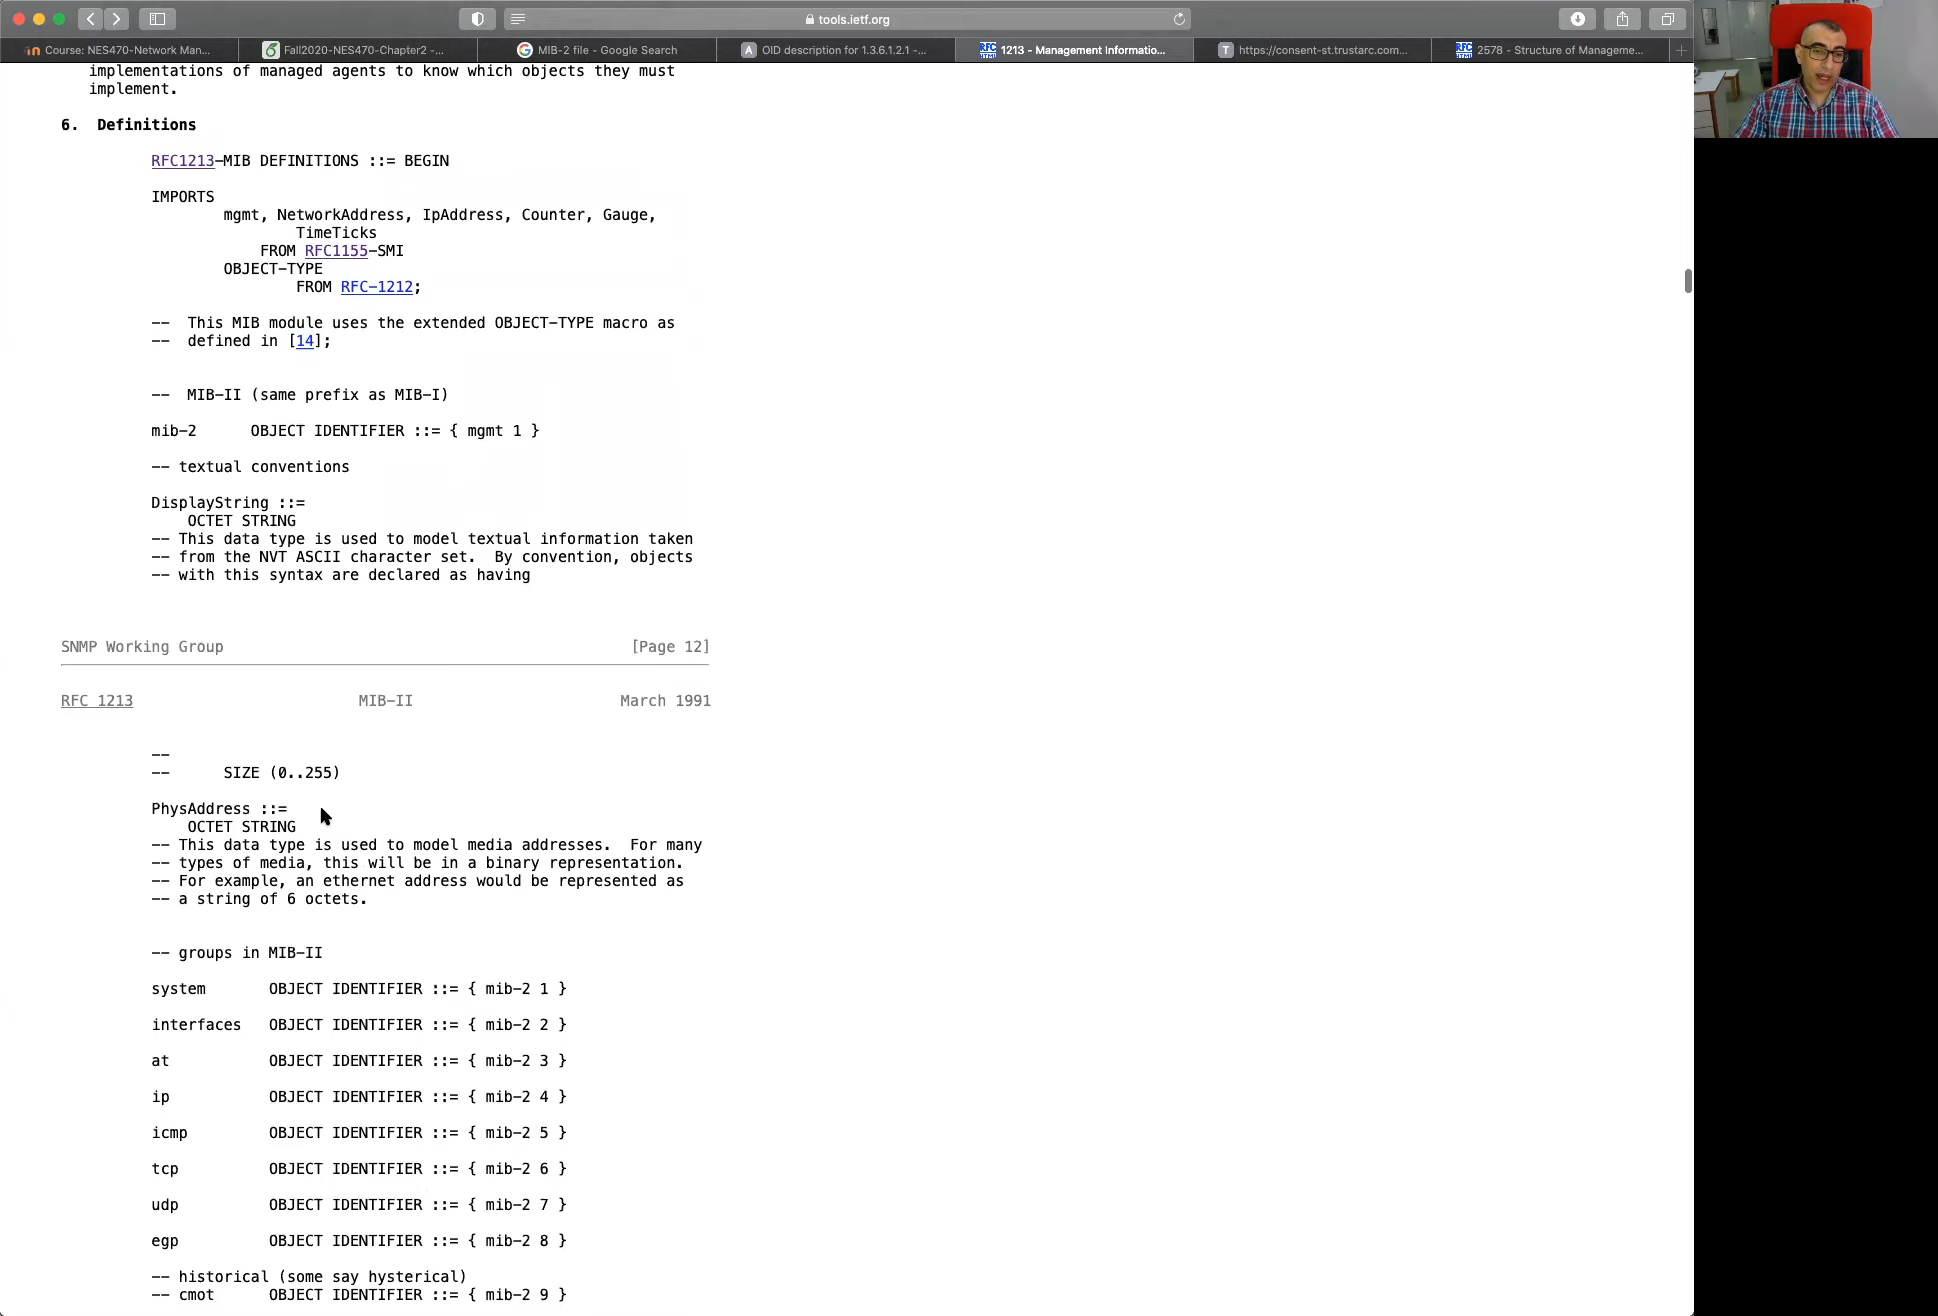 tools.ietf.org
Course: NES470-Network Man...
Fall2020-NES470-Chapter2 -...
MIB-2 file - Google Search
OID description for 1.3.6.1.2.1 -...
1213 - Management Informatio...
https://consent-st.trustarc.com...
2578 - Structure of Manageme...
implementations of managed agents to know which objects they must
implement.
6.  Definitions
RFC1213-MIB DEFINITIONS ::= BEGIN
IMPORTS
mgmt, NetworkAddress, IpAddress, Counter, Gauge,
TimeTicks
FROM RFC1155-SMI
OBJECT-TYPE
FROM RFC-1212;
--  This MIB module uses the extended OBJECT-TYPE macro as
--  defined in [14];
--  MIB-II (same prefix as MIB-I)
mib-2      OBJECT IDENTIFIER ::= { mgmt 1 }
-- textual conventions
DisplayString ::=
OCTET STRING
-- This data type is used to model textual information taken
-- from the NVT ASCII character set.  By convention, objects
-- with this syntax are declared as having
SNMP Working Group [Page 12]
RFC 1213 MIB-II March 1991
--
--      SIZE (0..255)
PhysAddress ::=
OCTET STRING
-- This data type is used to model media addresses.  For many
-- types of media, this will be in a binary representation.
-- For example, an ethernet address would be represented as
-- a string of 6 octets.
-- groups in MIB-II
system       OBJECT IDENTIFIER ::= { mib-2 1 }
interfaces   OBJECT IDENTIFIER ::= { mib-2 2 }
at           OBJECT IDENTIFIER ::= { mib-2 3 }
ip           OBJECT IDENTIFIER ::= { mib-2 4 }
icmp         OBJECT IDENTIFIER ::= { mib-2 5 }
tcp          OBJECT IDENTIFIER ::= { mib-2 6 }
udp          OBJECT IDENTIFIER ::= { mib-2 7 }
egp          OBJECT IDENTIFIER ::= { mib-2 8 }
-- historical (some say hysterical)
-- cmot      OBJECT IDENTIFIER ::= { mib-2 9 }